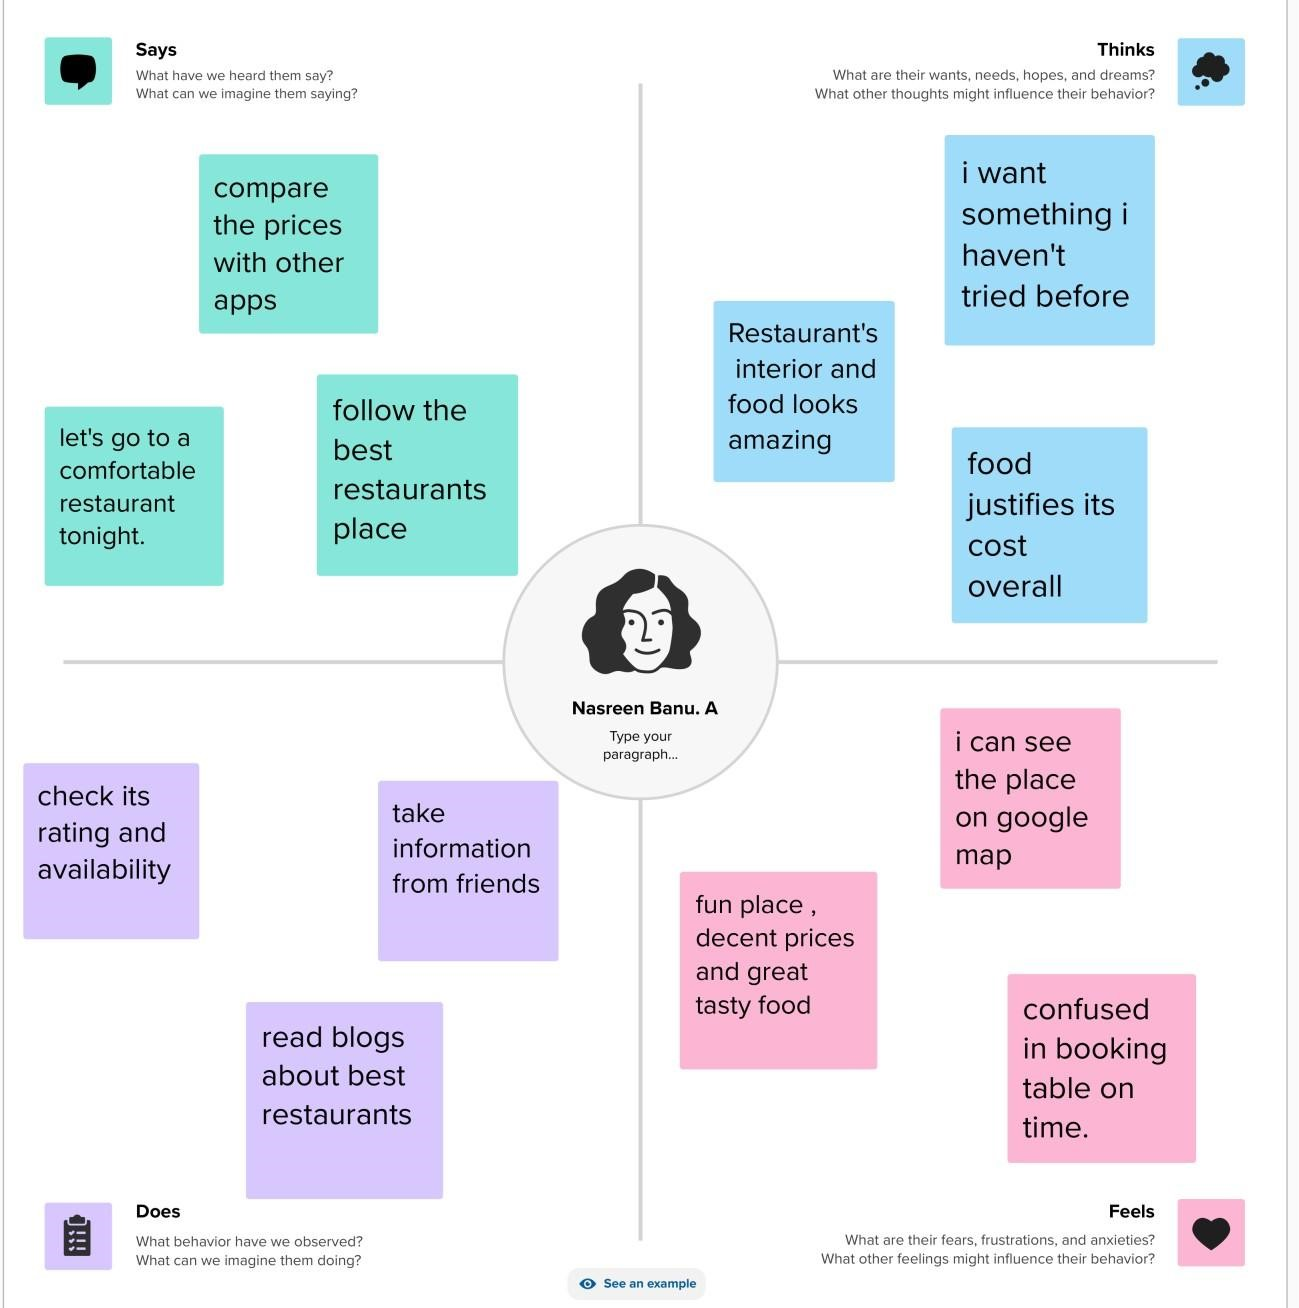 Says
What have we heard them say?
What can we imagine them saying?
Thinks
What are their wants, needs, hopes, and dreams?
What other thoughts might influence their behavior?
compare
the prices
with other
apps
let's go to a
comfortable
restaurant
tonight.
follow the
best
restaurants
place
i want
something i
haven't
tried before
Restaurant's
interior and
food looks
amazing
food
justifies its
cost
overall
Nasreen Banu. A
Type your
paragraph...
check its
rating and
availability
take
information
from friends
read blogs
about best
restaurants
i can see
the place
on google
map
fun place ,
decent prices
and great
tasty food
confused
in booking
table on
time.
Does
What behavior have we observed?
What can we imagine them doing?
Feels
What are their fears, frustrations, and anxieties?
What other feelings might influence their behavior?
See an example